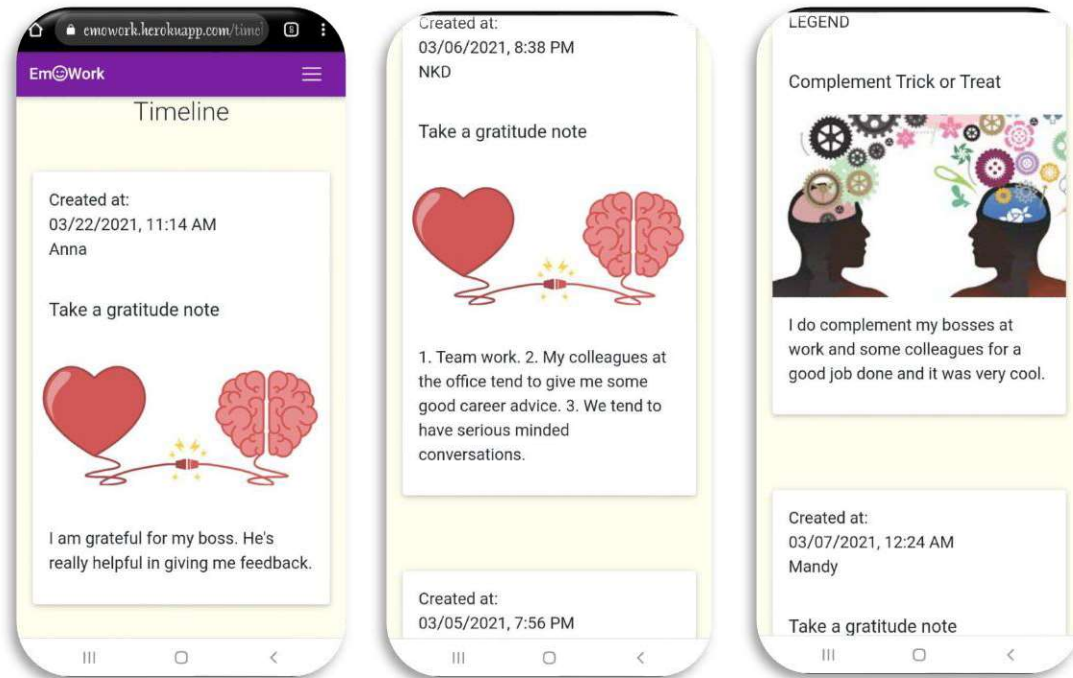 emowork.herokuapp.com/timel
Em☺Work
Timeline
Created at:
03/22/2021, 11:14 AM
Anna
Take a gratitude note
I am grateful for my boss. He's
really helpful in giving me feedback.
Created at:
03/06/2021, 8:38 PM
NKD
Take a gratitude note
1. Team work. 2. My colleagues at
the office tend to give me some
good career advice. 3. We tend to
have serious minded
conversations.
Created at:
03/05/2021, 7:56 PM
LEGEND
Complement Trick or Treat
I do complement my bosses at
work and some colleagues for a
good job done and it was very cool.
Created at:
03/07/2021, 12:24 AM
Mandy
Take a gratitude note